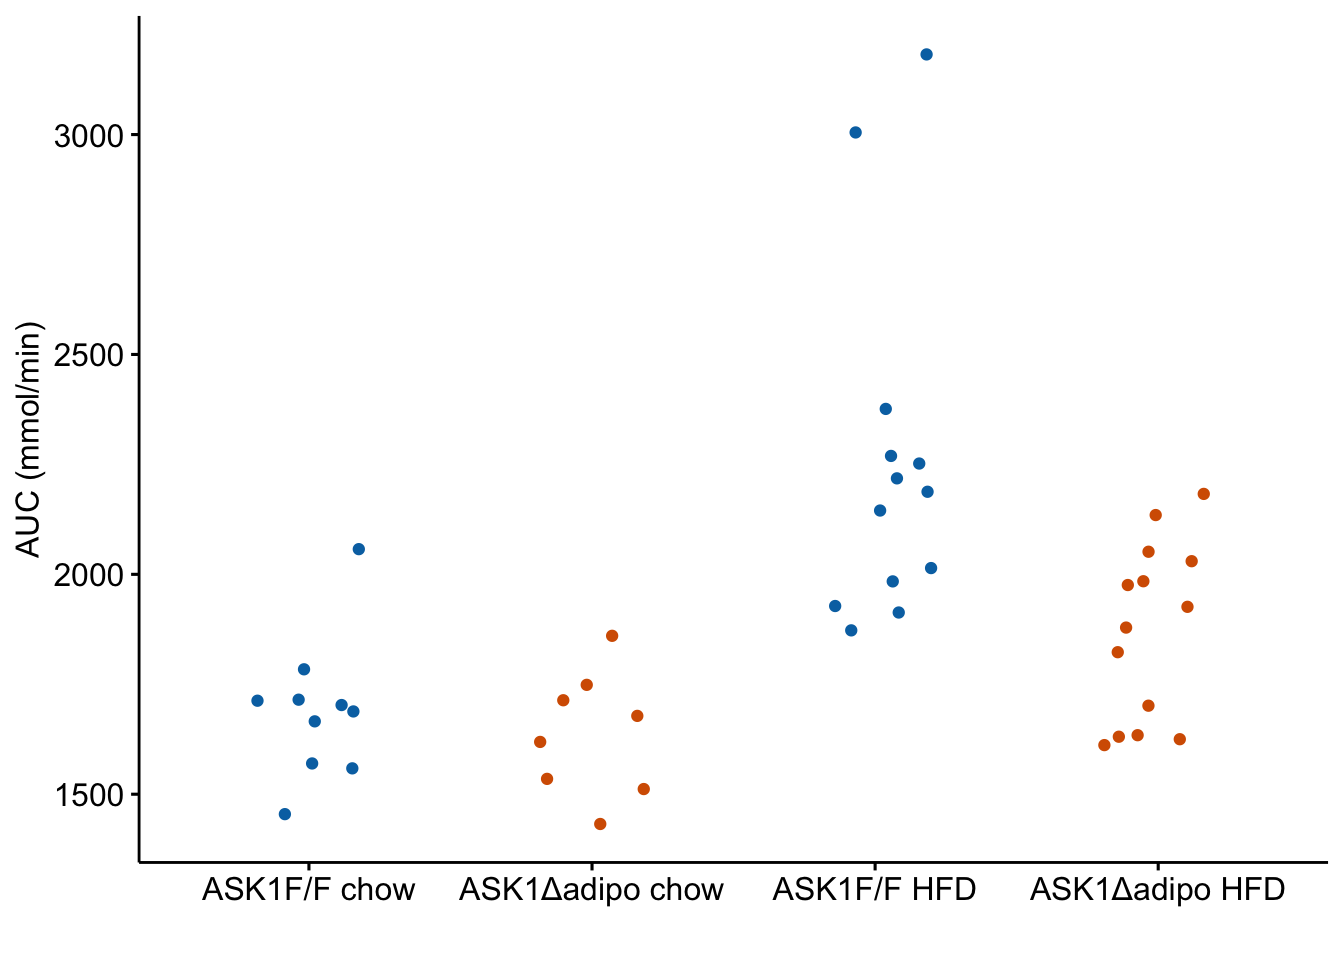 AUC (mmol/min)
3000
2500
2000
1500
ASK1F/F chow
ASK1Δadipo chow
ASK1F/F HFD
ASK1Δadipo HFD